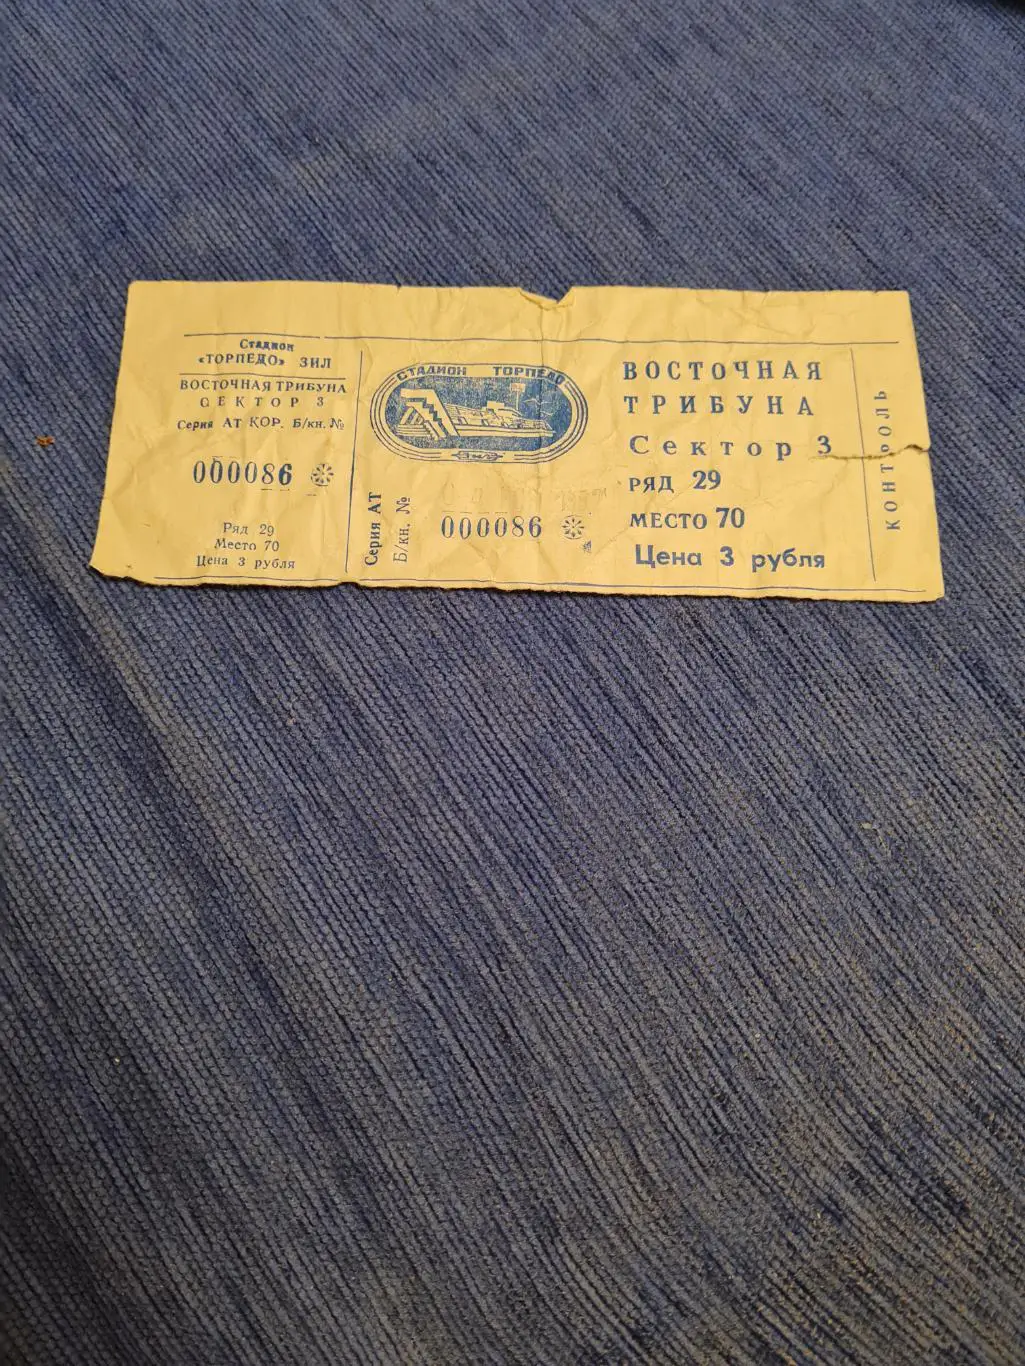 Стадион
«ТОРПЕДО» ЗИЛ
ВОСТОЧНАЯ ТРИБУНА
СЕКТОР 3
Серия АТ КОР. Б/кн. №
000086
Ряд 29
Место 70
Цена 3 рубля
СТАДИОН ТОРПЕДО
ЗИЛ
Серия АТ
Б/кн. №
000086
ВОСТОЧНАЯ
ТРИБУНА
Сектор 3
РЯД 29
МЕСТО 70
Цена 3 рубля
КОНТРОЛЬ